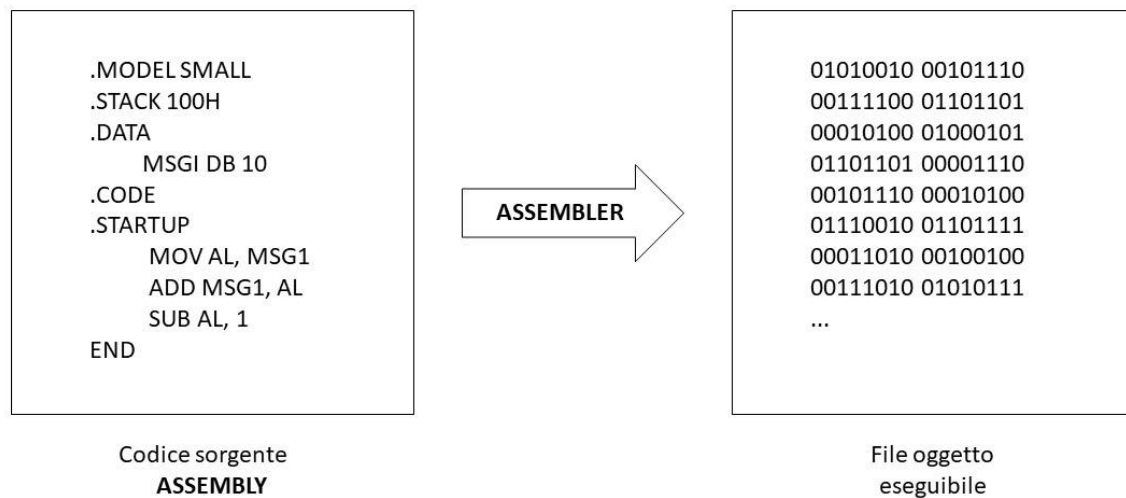 .MODEL SMALL
.STACK 100H
.DATA
MSGI DB 10
.CODE
.STARTUP
MOV AL, MSG1
ADD MSG1, AL
SUB AL, 1
END
ASSEMBLER
01010010 00101110
00111100 01101101
00010100 01000101
01101101 00001110
00101110 00010100
01110010 01101111
00011010 00100100
00111010 01010111
...
Codice sorgente
ASSEMBLY
File oggetto
eseguibile